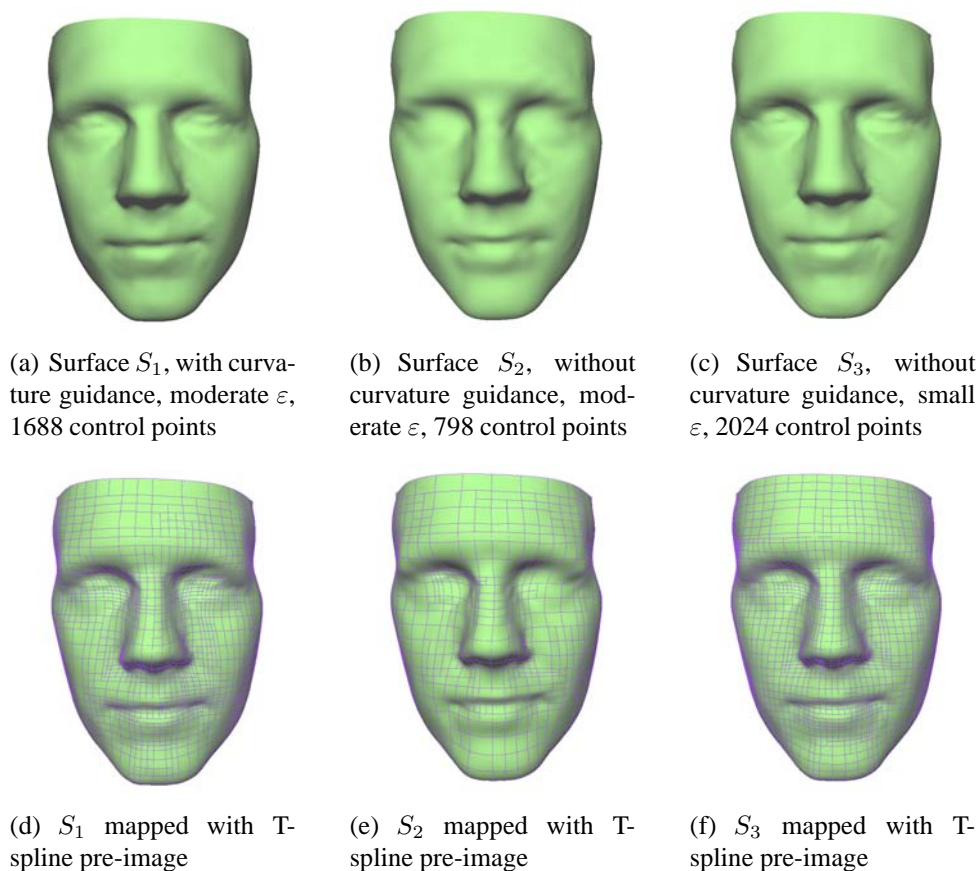 (a) Surface S₁, with curva-
ture guidance, moderate ε,
1688 control points
(b) Surface S₂, without
curvature guidance, mod-
erate ε, 798 control points
(c) Surface S₃, without
curvature guidance, small
ε, 2024 control points
(d) S₁ mapped with T-
spline pre-image
(e) S₂ mapped with T-
spline pre-image
(f) S₃ mapped with T-
spline pre-image